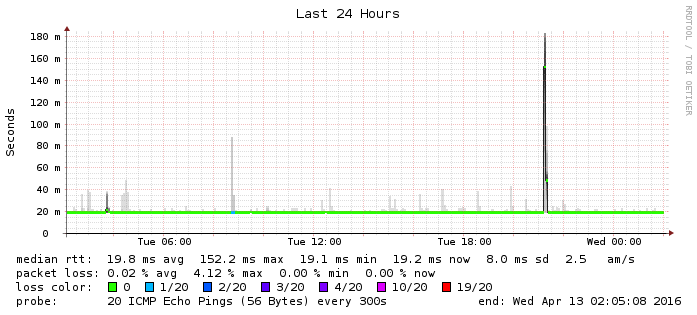 Last 24 Hours
RRDTOOL / TOBI OETIKER
Seconds
180 m
160 m
140 m
120 m
100 m
80 m
60 m
40 m
20 m
0
Tue 06:00 Tue 12:00 Tue 18:00 Wed 00:00
median rtt: 19.8 ms avg 152.2 ms max 19.1 ms min 19.2 ms now 8.0 ms sd 2.5 am/s
packet loss: 0.02 % avg 4.12 % max 0.00 % min 0.00 % now
loss color: 0 1/20 2/20 3/20 4/20 10/20 19/20
probe: 20 ICMP Echo Pings (56 Bytes) every 300s end: Wed Apr 13 02:05:08 2016